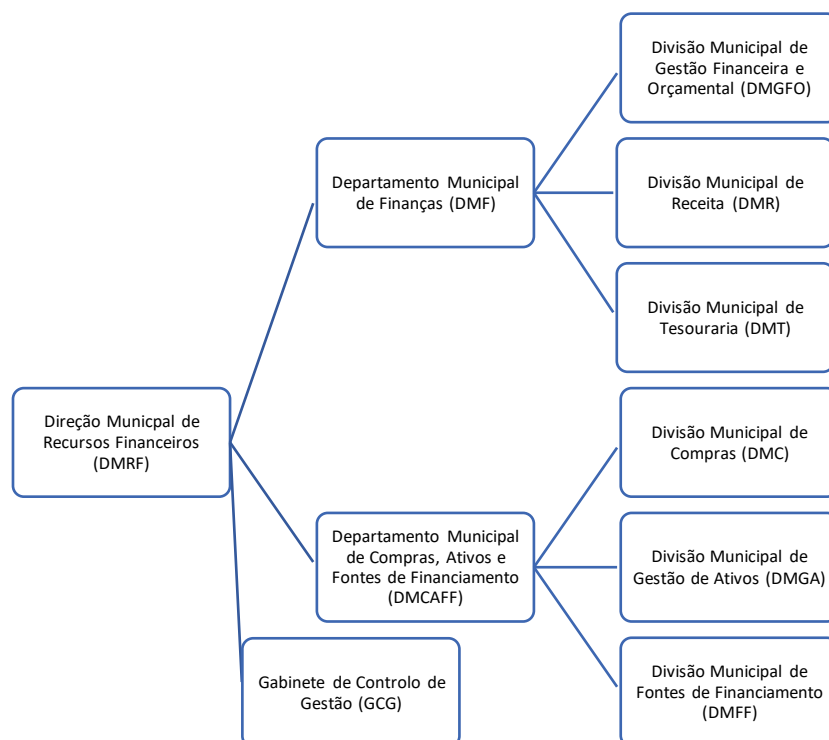 Divisão Municipal de
Gestão Financeira e
Orçamental (DMGFO)
Departamento Municipal
de Finanças (DMF)
Divisão Municipal de
Receita (DMR)
Divisão Municipal de
Tesouraria (DMT)
Direção Municpal de
Recursos Financeiros
(DMRF)
Divisão Municipal de
Compras (DMC)
Departamento Municipal
de Compras, Ativos e
Fontes de Financiamento
(DMCAFF)
Divisão Municipal de
Gestão de Ativos (DMGA)
Gabinete de Controlo de
Gestão (GCG)
Divisão Municipal de
Fontes de Financiamento
(DMFF)